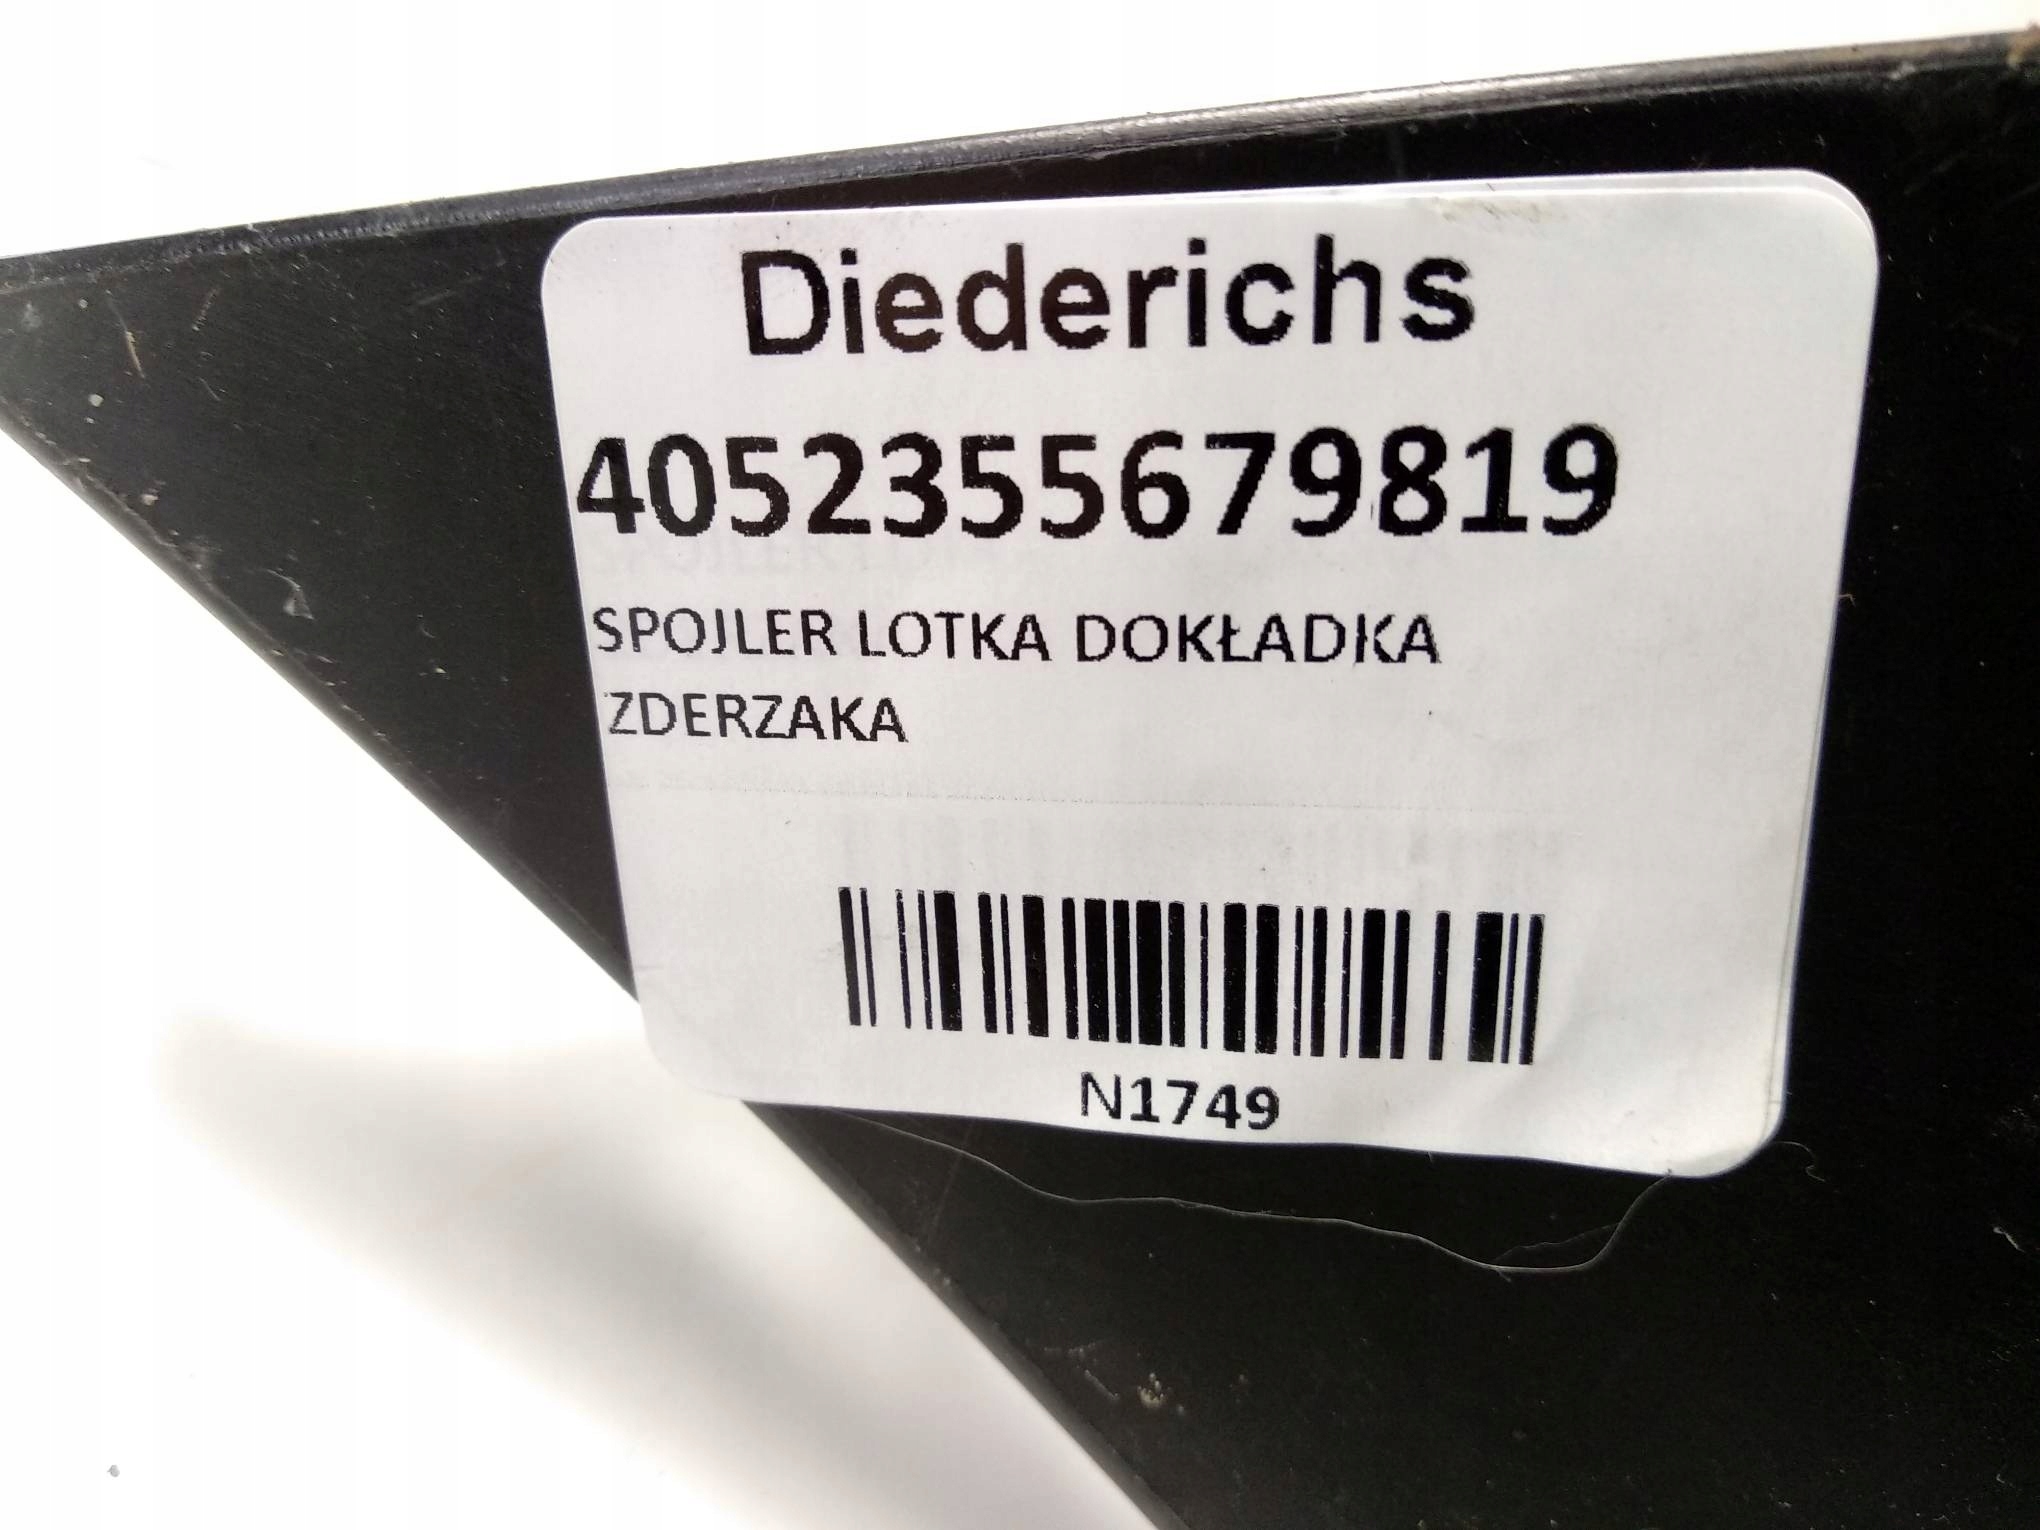 Diederichs
4052355679819
SPOJLER LOTKA DOKŁADKA
ZDERZAKA
N1749